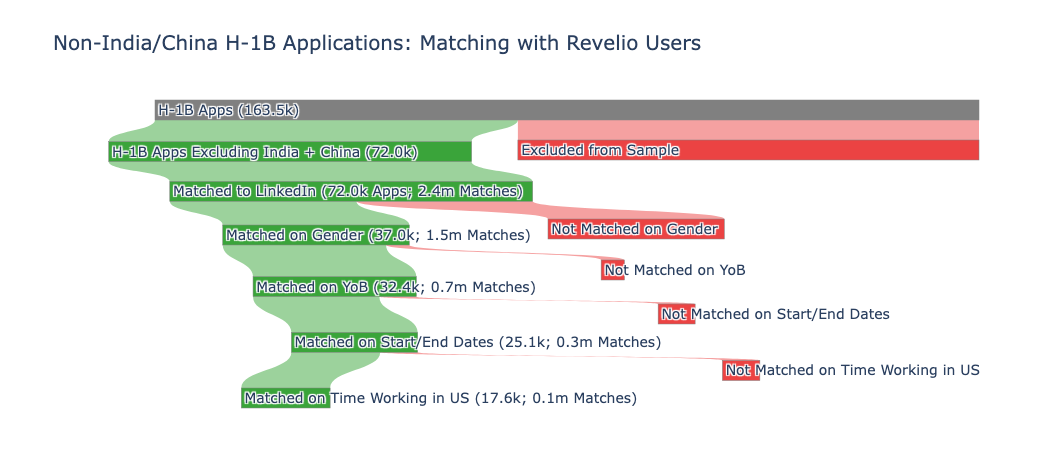 Non-India/China H-1B Applications: Matching with Revelio Users
H-1B Apps (163.5k)
H-1B Apps Excluding India + China (72.0k)
Excluded from Sample
Matched to LinkedIn (72.0k Apps; 2.4m Matches)
Not Matched on Gender
Matched on Gender (37.0k; 1.5m Matches)
Not Matched on YoB
Matched on YoB (32.4k; 0.7m Matches)
Not Matched on Start/End Dates
Matched on Start/End Dates (25.1k; 0.3m Matches)
Not Matched on Time Working in US
Matched on Time Working in US (17.6k; 0.1m Matches)